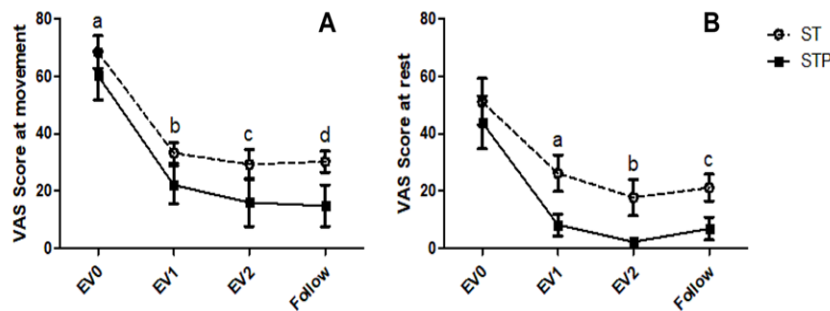 A
VAS Score at movement
80
60
40
20
0
a
b
c
d
EV0
EV1
EV2
Follow
B
VAS Score at rest
80
60
40
20
0
a
b
c
EV0
EV1
EV2
Follow
ST
STP